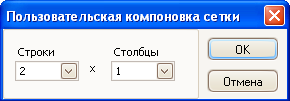 Пользовательская компоновка сетки
Строки Столбцы OK
2 x 1
Отмена